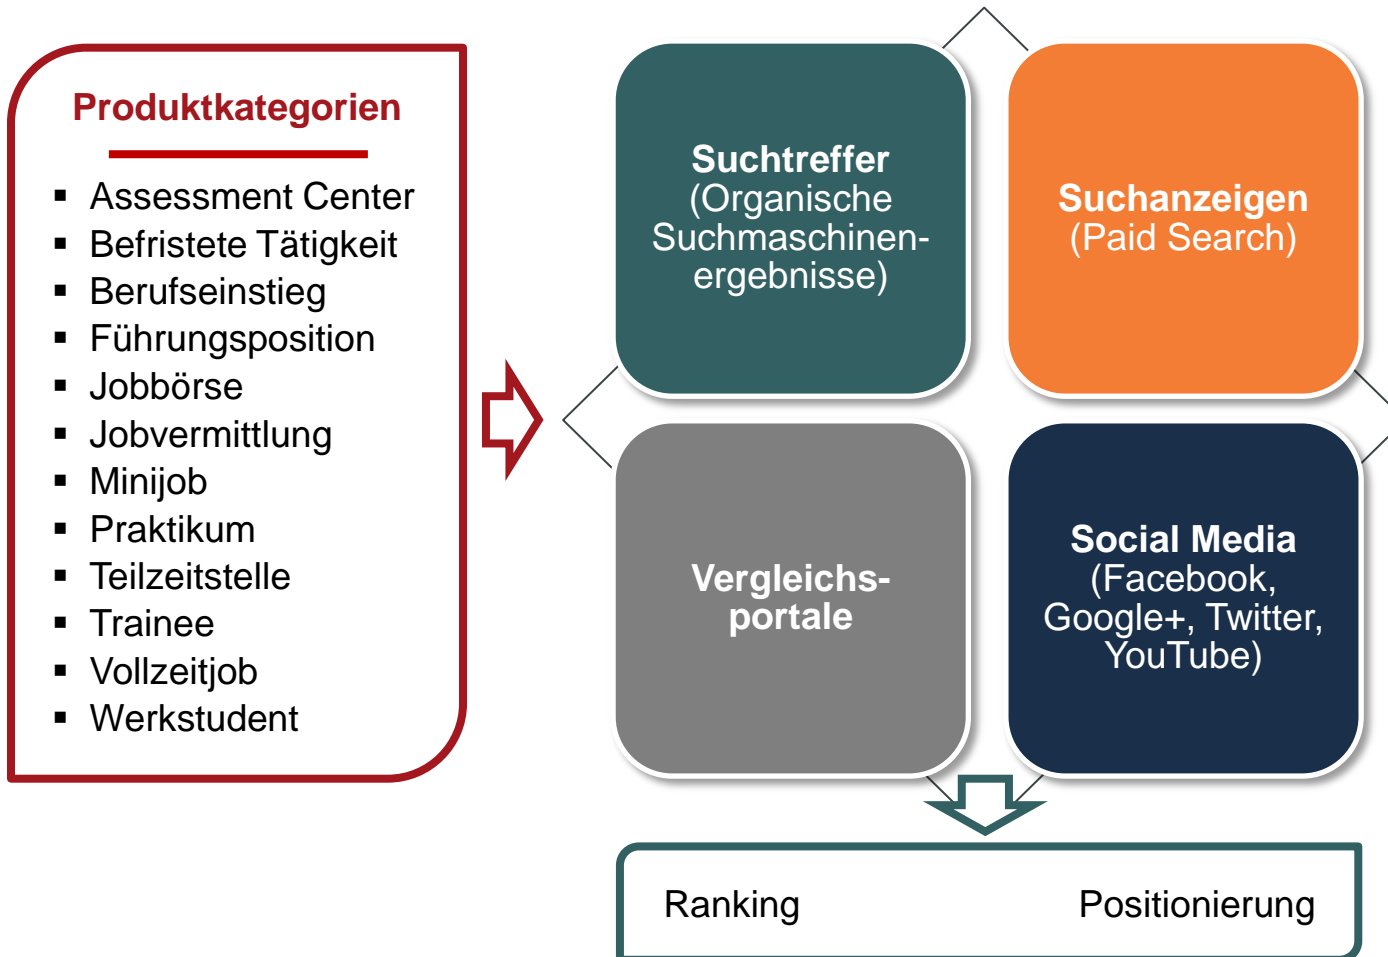 Produktkategorien
▪ Assessment Center
▪ Befristete Tätigkeit
▪ Berufseinstieg
▪ Führungsposition
▪ Jobbörse
▪ Jobvermittlung
▪ Minijob
▪ Praktikum
▪ Teilzeitstelle
▪ Trainee
▪ Vollzeitjob
▪ Werkstudent
Suchtreffer
(Organische
Suchmaschinen-
ergebnisse)
Suchanzeigen
(Paid Search)
Vergleichs-
portale
Social Media
(Facebook,
Google+, Twitter,
YouTube)
Ranking
Positionierung